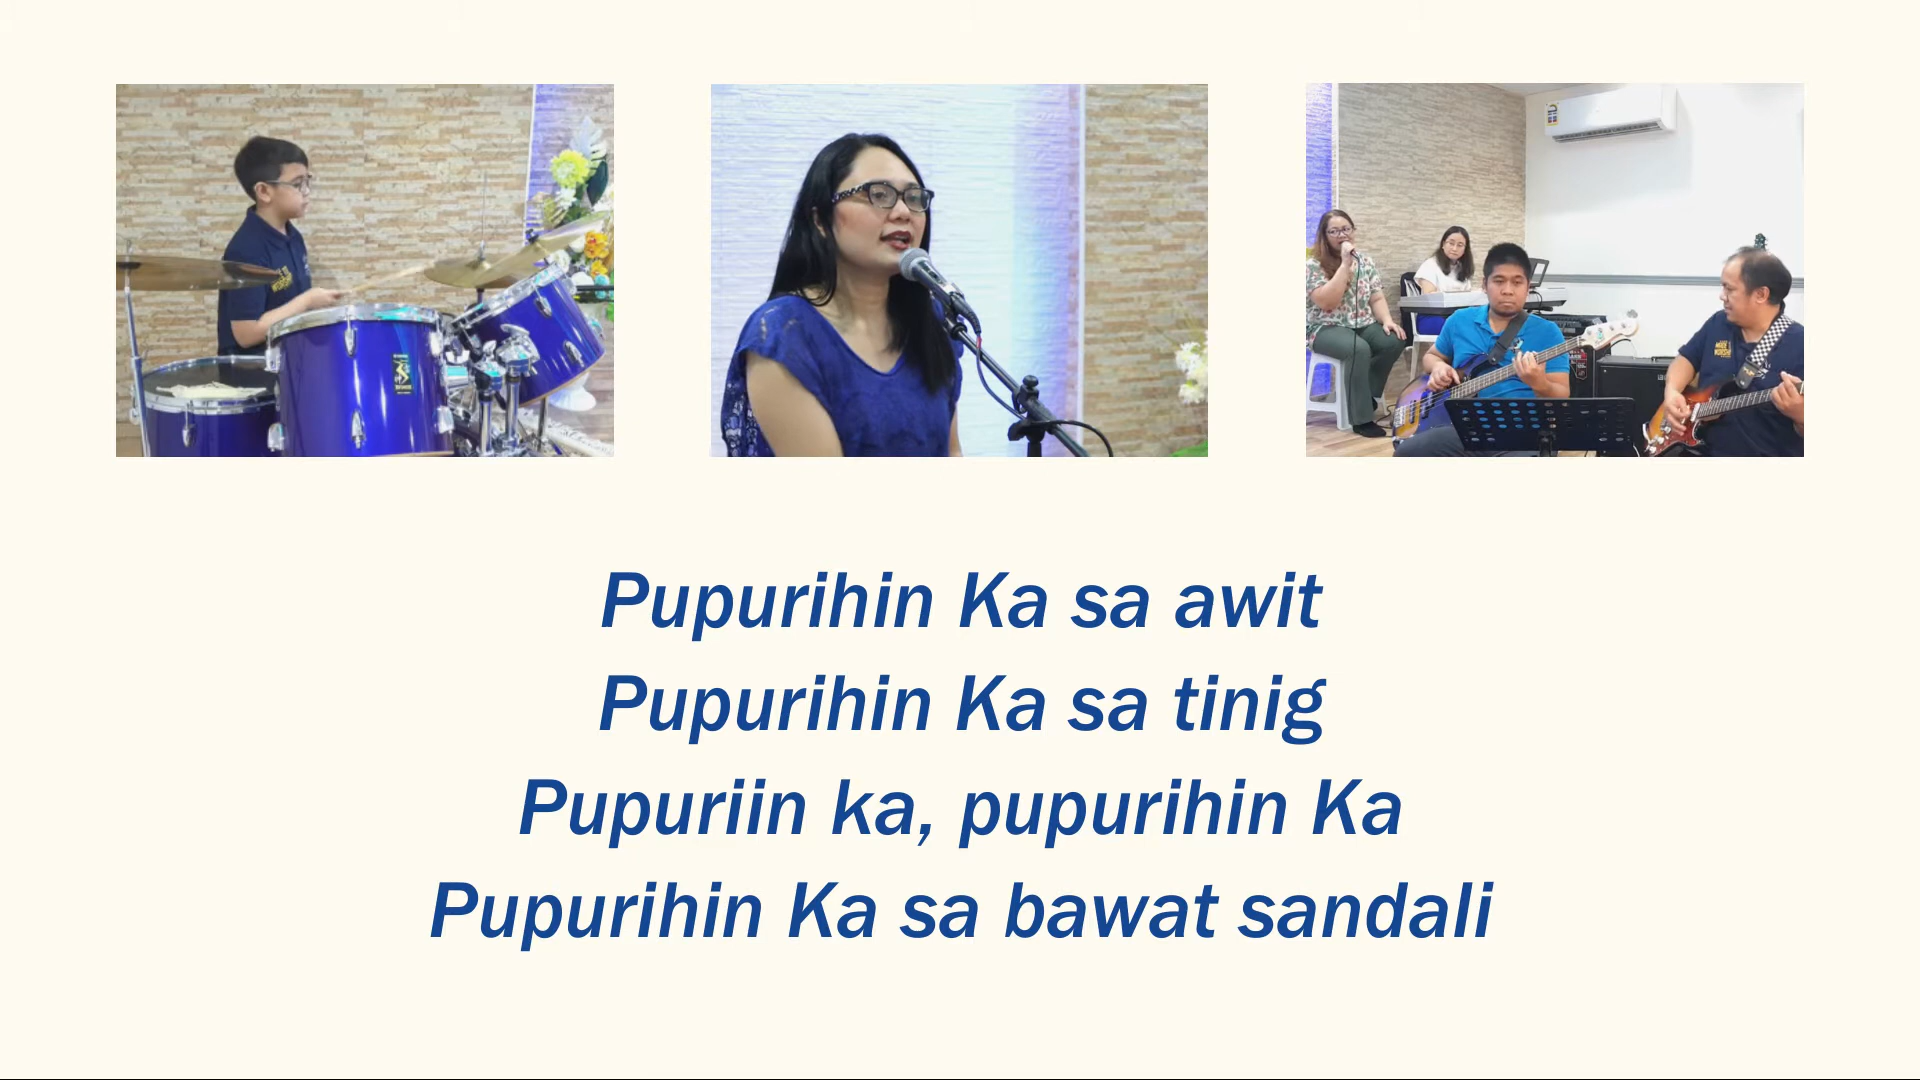 Pupurihin Ka sa awit
Pupurihin Ka sa tinig
Pupuriin ka, pupurihin Ka
Pupurihin Ka sa bawat sandali